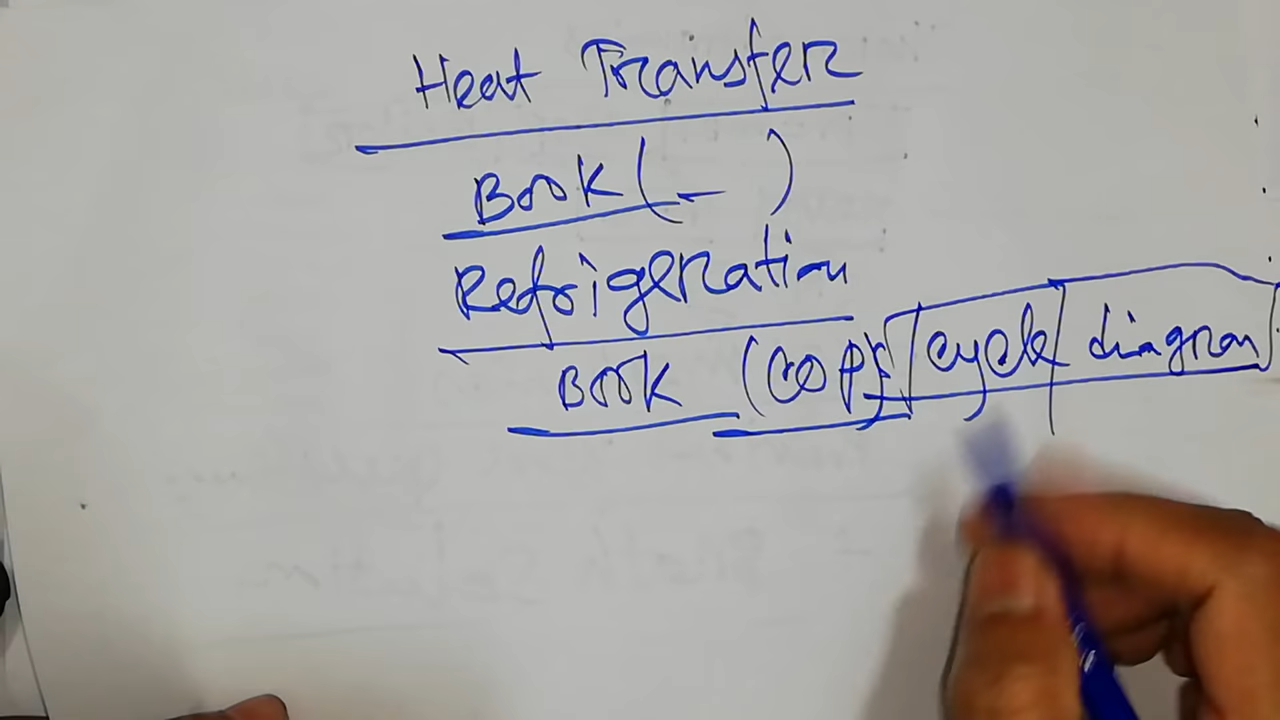 Heat Transfer
Book ( - )
Refrigeration
Book (COP) cycle diagram